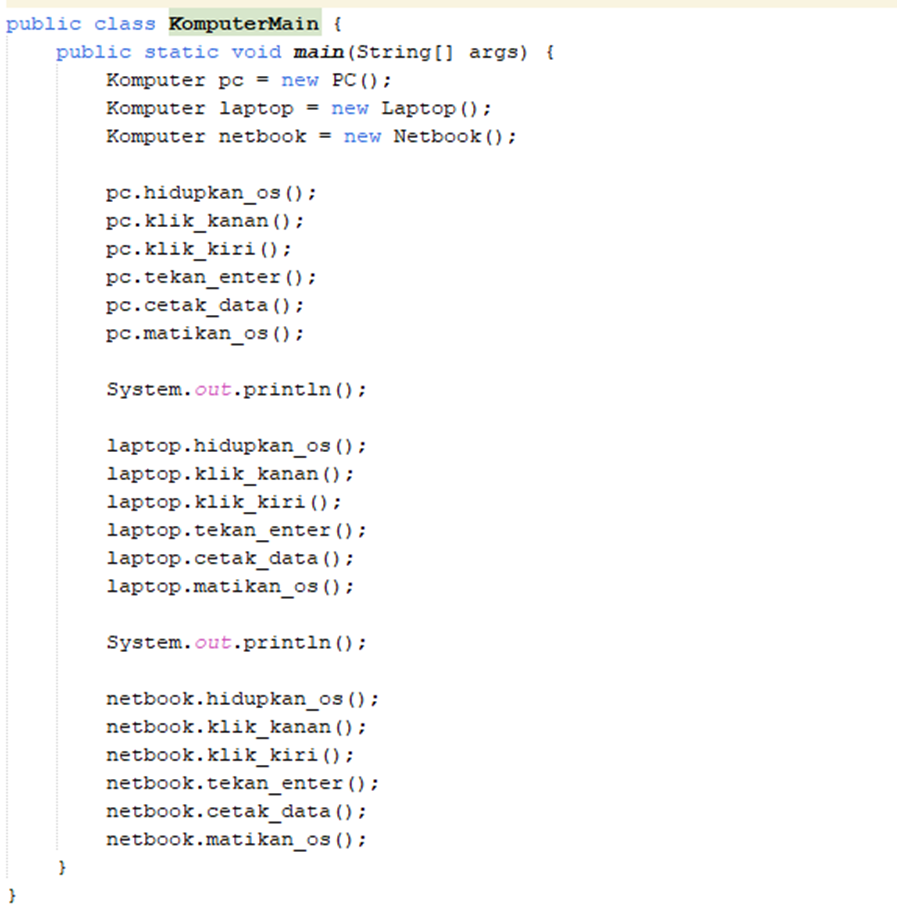 public class KomputerMain {
    public static void main(String[] args) {
        Komputer pc = new PC();
        Komputer laptop = new Laptop();
        Komputer netbook = new Netbook();

        pc.hidupkan_os();
        pc.klik_kanan();
        pc.klik_kiri();
        pc.tekan_enter();
        pc.cetak_data();
        pc.matikan_os();

        System.out.println();

        laptop.hidupkan_os();
        laptop.klik_kanan();
        laptop.klik_kiri();
        laptop.tekan_enter();
        laptop.cetak_data();
        laptop.matikan_os();

        System.out.println();

        netbook.hidupkan_os();
        netbook.klik_kanan();
        netbook.klik_kiri();
        netbook.tekan_enter();
        netbook.cetak_data();
        netbook.matikan_os();
    }
}